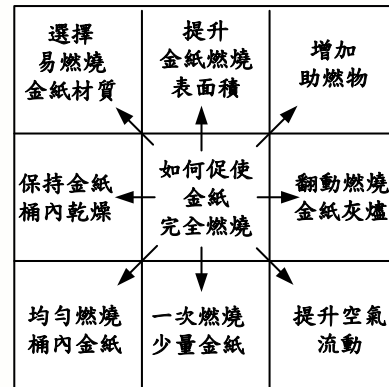 選擇
易燃燒
金紙材質
提升
金紙燃燒
表面積
增加
助燃物
保持金紙
桶內乾燥
如何促使
金紙
完全燃燒
翻動燃燒
金紙灰爐
均勻燃燒
桶內金紙
一次燃燒
少量金紙
提升空氣
流動